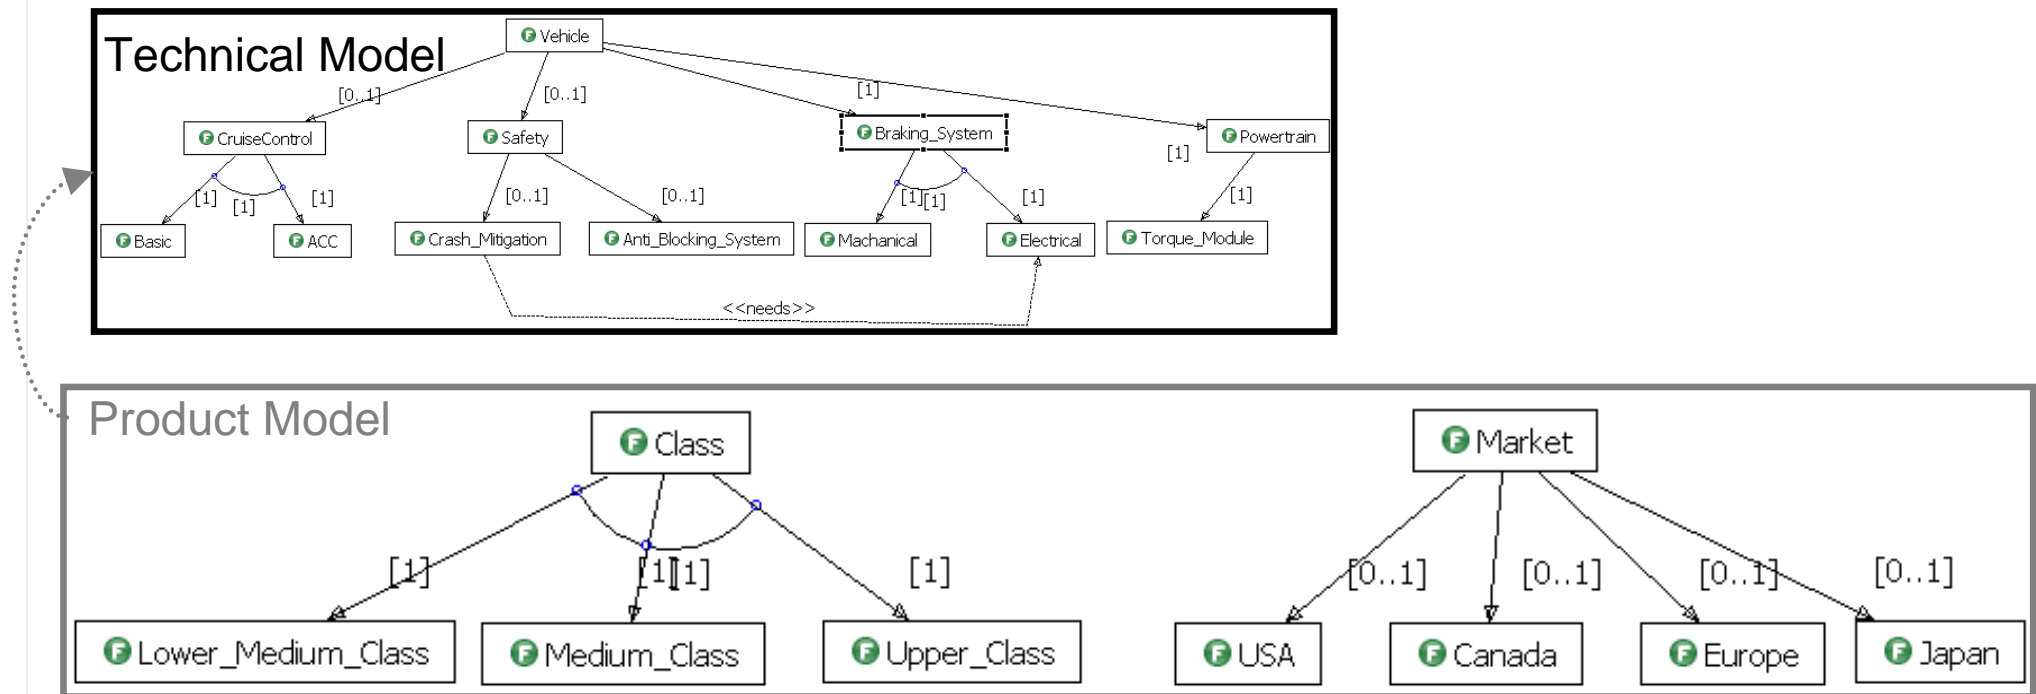 Technical Model
Vehicle
[0..1]
[0..1]
[1]
[1]
CruiseControl
Safety
Braking_System
Powertrain
[1]
[1]
[1]
[0..1]
[0..1]
[1]
[1]
[1]
[1]
Basic
ACC
Crash_Mitigation
Anti_Blocking_System
Machanical
Electrical
Torque_Module
<<needs>>
Product Model
Class
Market
[1]
[1]
[1]
[1]
[0..1]
[0..1]
[0..1]
[0..1]
Lower_Medium_Class
Medium_Class
Upper_Class
USA
Canada
Europe
Japan